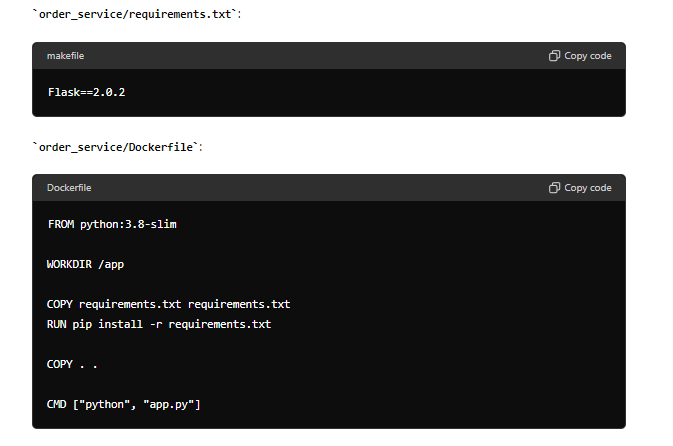 `order_service/requirements.txt`:
makefile
Copy code
Flask==2.0.2
`order_service/Dockerfile`:
Dockerfile
Copy code
FROM python:3.8-slim
WORKDIR /app
COPY requirements.txt requirements.txt
RUN pip install -r requirements.txt
COPY . .
CMD ["python", "app.py"]